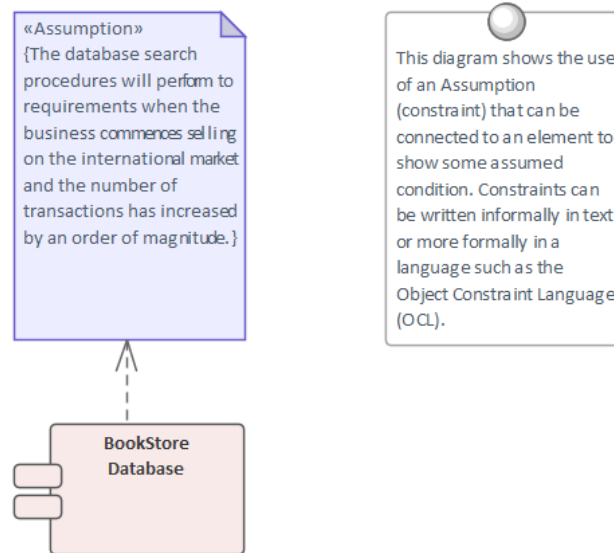 «Assumption»
{The database search
procedures will perform to
requirements when the
business commences selling
on the international market
and the number of
transactions has increased
by an order of magnitude.}
This diagram shows the use
of an Assumption
(constraint) that can be
connected to an element to
show some assumed
condition. Constraints can
be written informally in text
or more formally in a
language such as the
Object Constraint Language
(OCL).
BookStore
Database